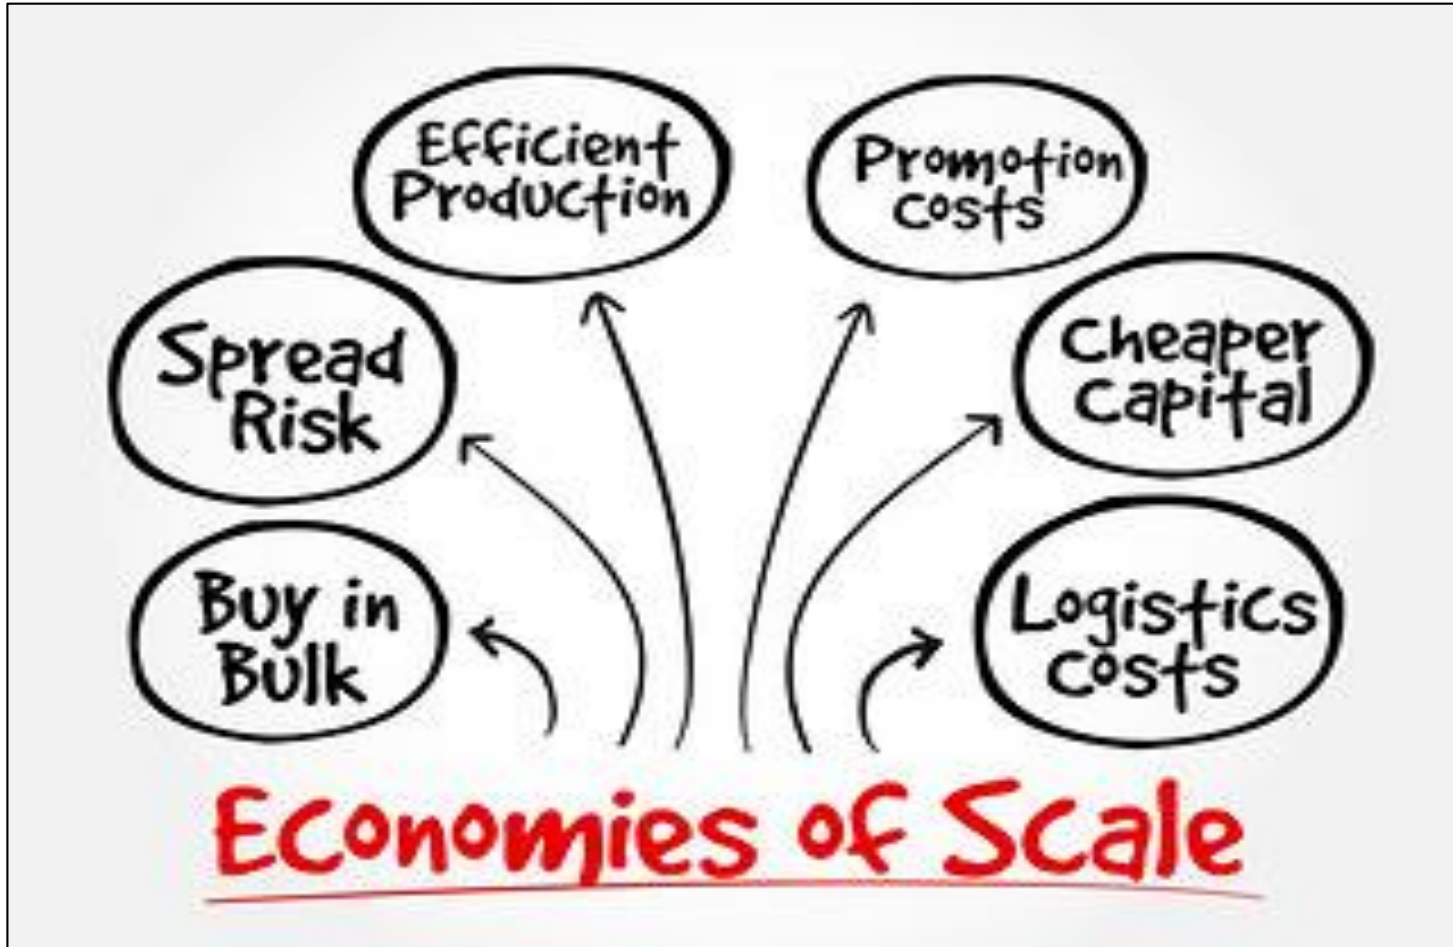 Efficient
Production
Promotion
Costs
Spread
Risk
Cheaper
Capital
Buy in
Bulk
Logistics
Costs
Economies of Scale